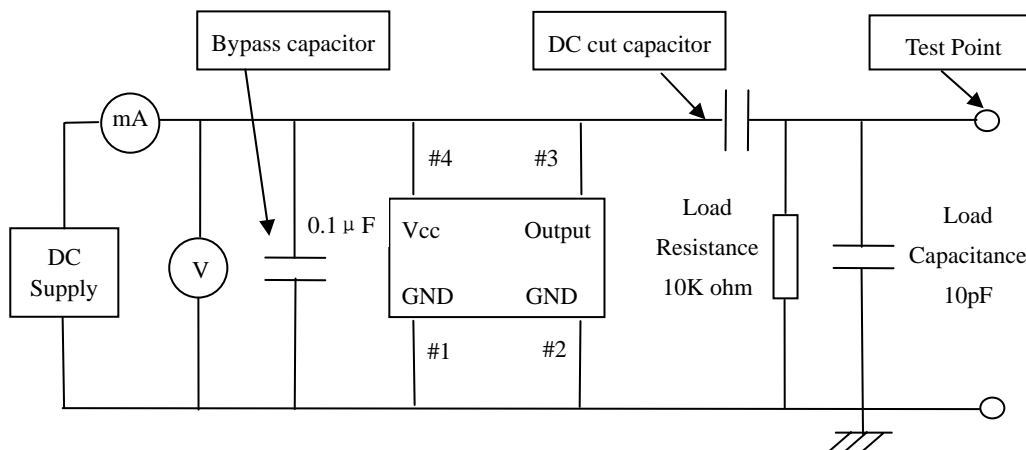 Bypass capacitor
DC cut capacitor
Test Point
mA
#4
#3
DC
Supply
V
0.1μF
Vcc
Output
GND
GND
#1
#2
Load
Resistance
10K ohm
Load
Capacitance
10pF